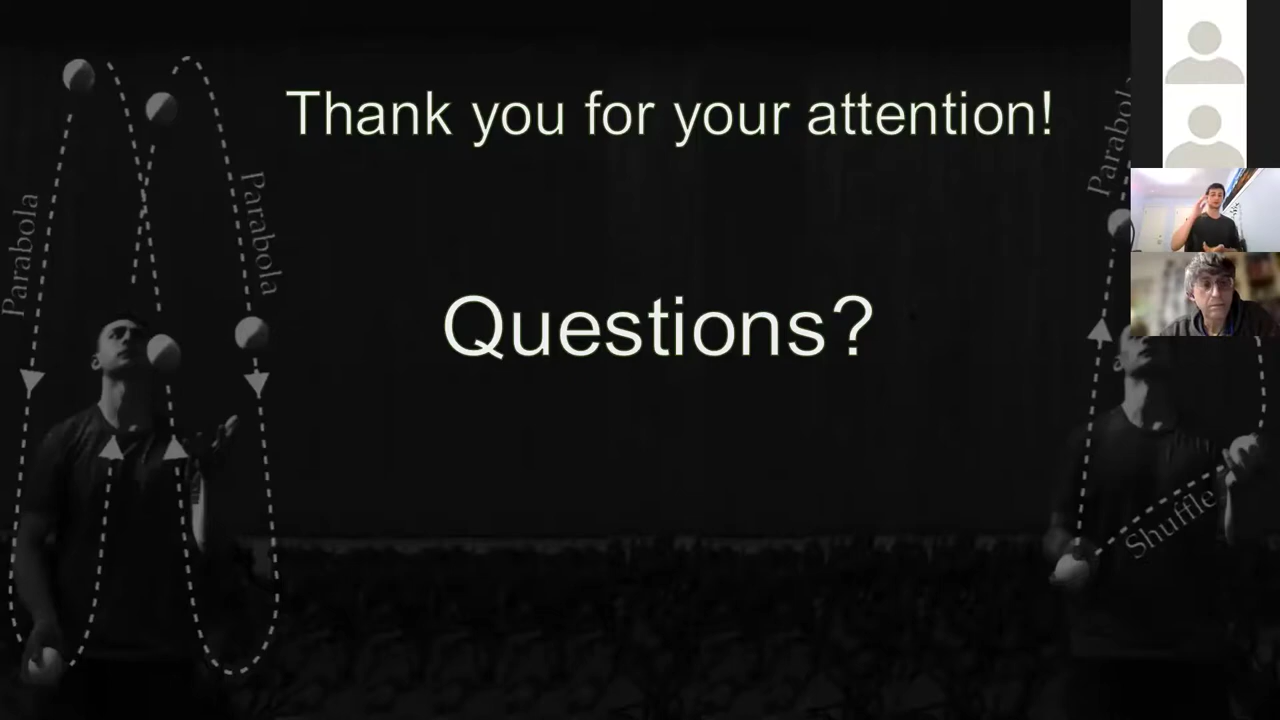 Thank you for your attention!
Parabola
Parabola
Parabola
Questions?
Shuffle